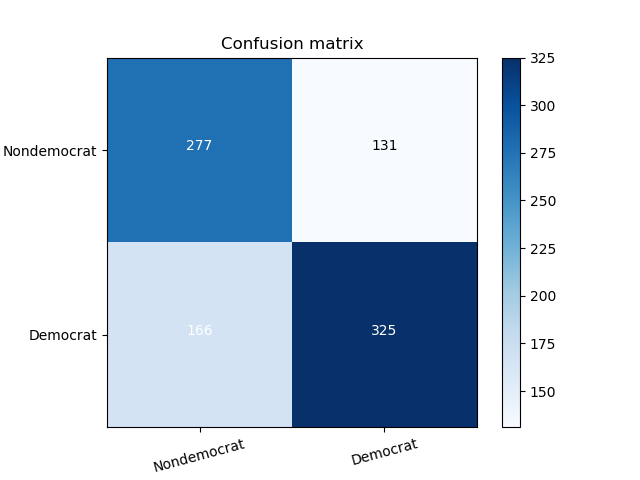 Confusion matrix
Nondemocrat
277
131
Democrat
166
325
Nondemocrat
Democrat
325
300
275
250
225
200
175
150